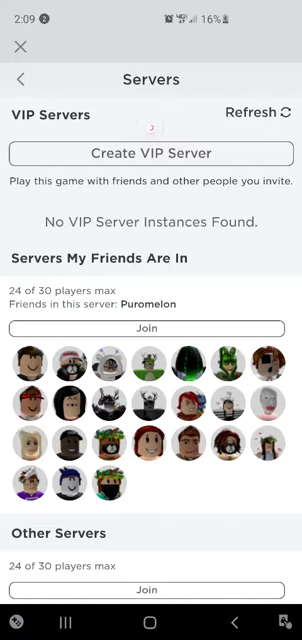 2:09 2 16%
Servers
VIP Servers Refresh
Create VIP Server
Play this game with friends and other people you invite.
No VIP Server Instances Found.
Servers My Friends Are In
24 of 30 players max
Friends in this server: Puromelon
Join
Other Servers
24 of 30 players max
Join